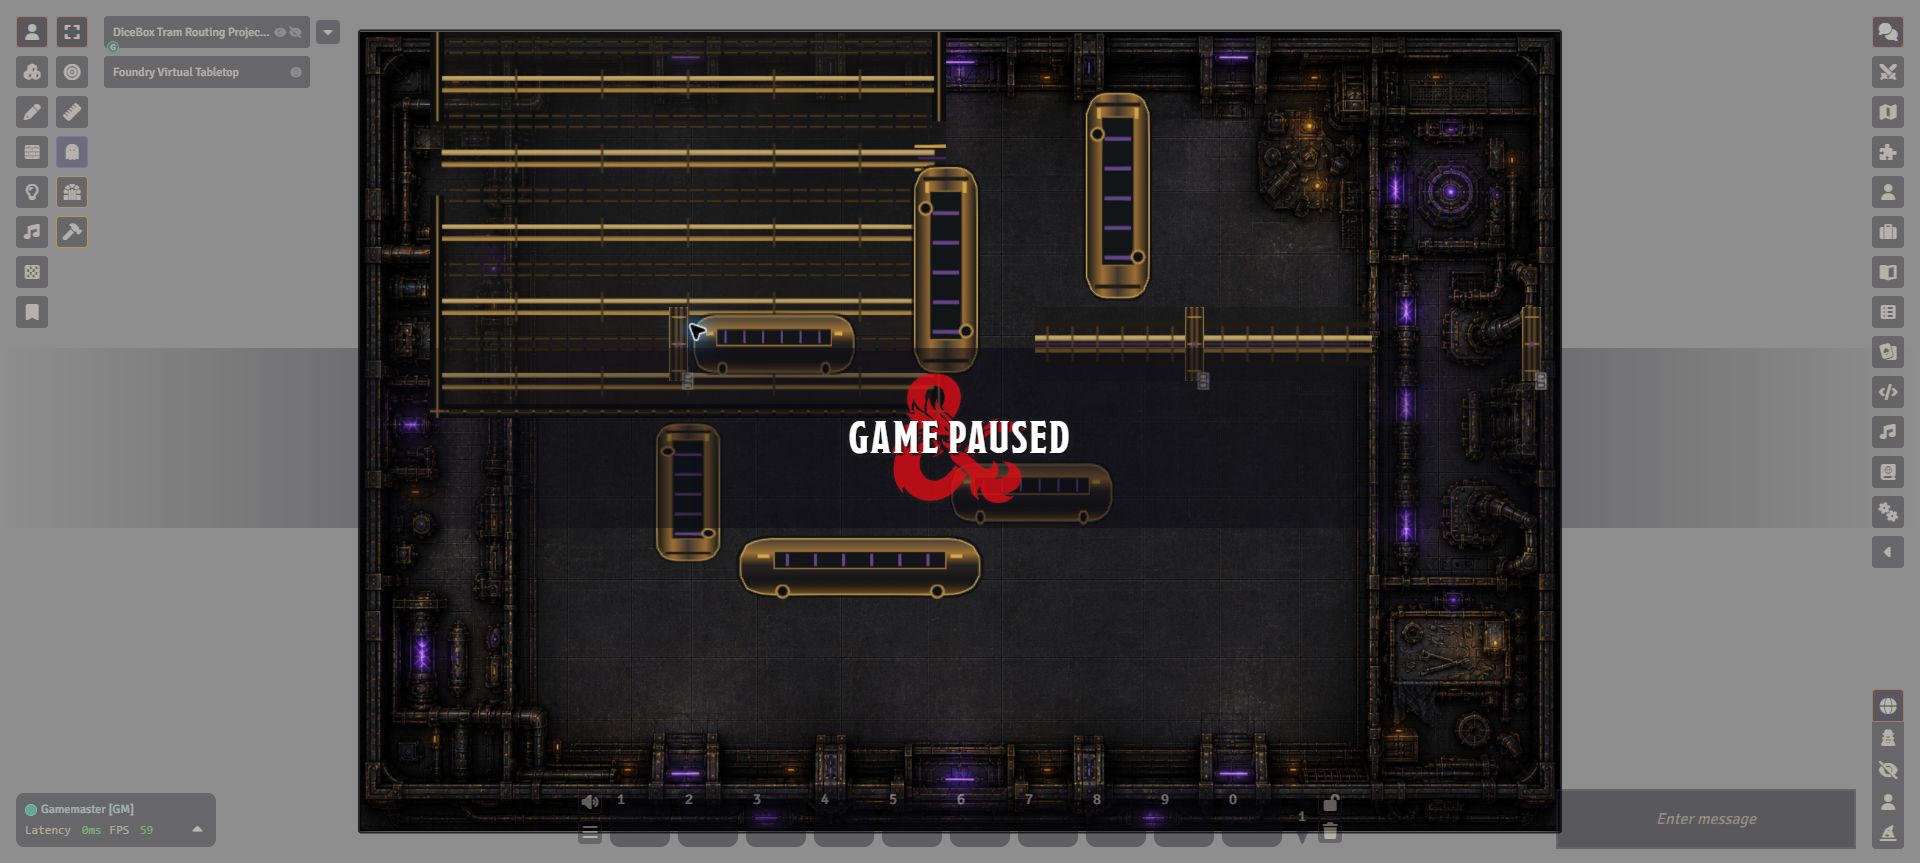 DiceBox Tram Routing Projec...
G
Foundry Virtual Tabletop
GAME PAUSED
Gamemaster [GM]
Latency 0ms FPS 59
1 2 3 4 5 6 7 8 9 0
1
Enter message